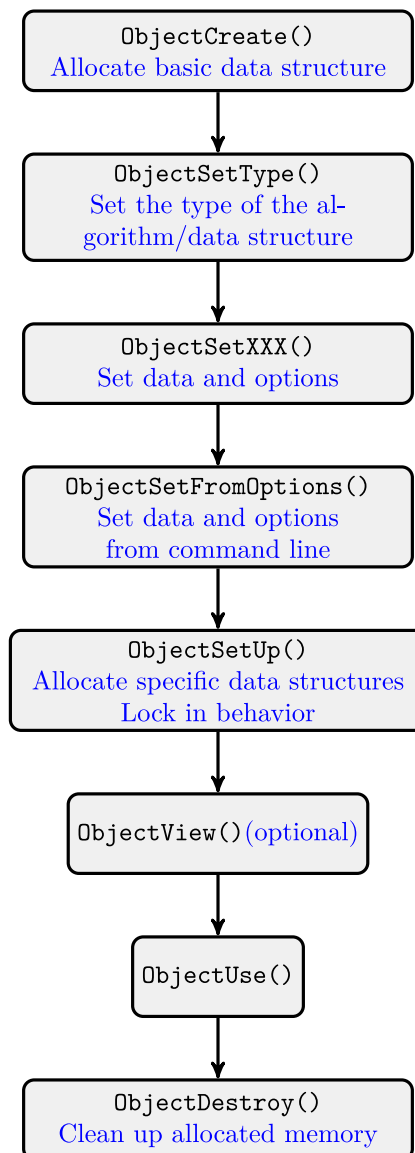 ObjectCreate()
Allocate basic data structure
ObjectSetType()
Set the type of the al-
gorithm/data structure
ObjectSetXXX()
Set data and options
ObjectSetFromOptions()
Set data and options
from command line
ObjectSetUp()
Allocate specific data structures
Lock in behavior
ObjectView()(optional)
ObjectUse()
ObjectDestroy()
Clean up allocated memory